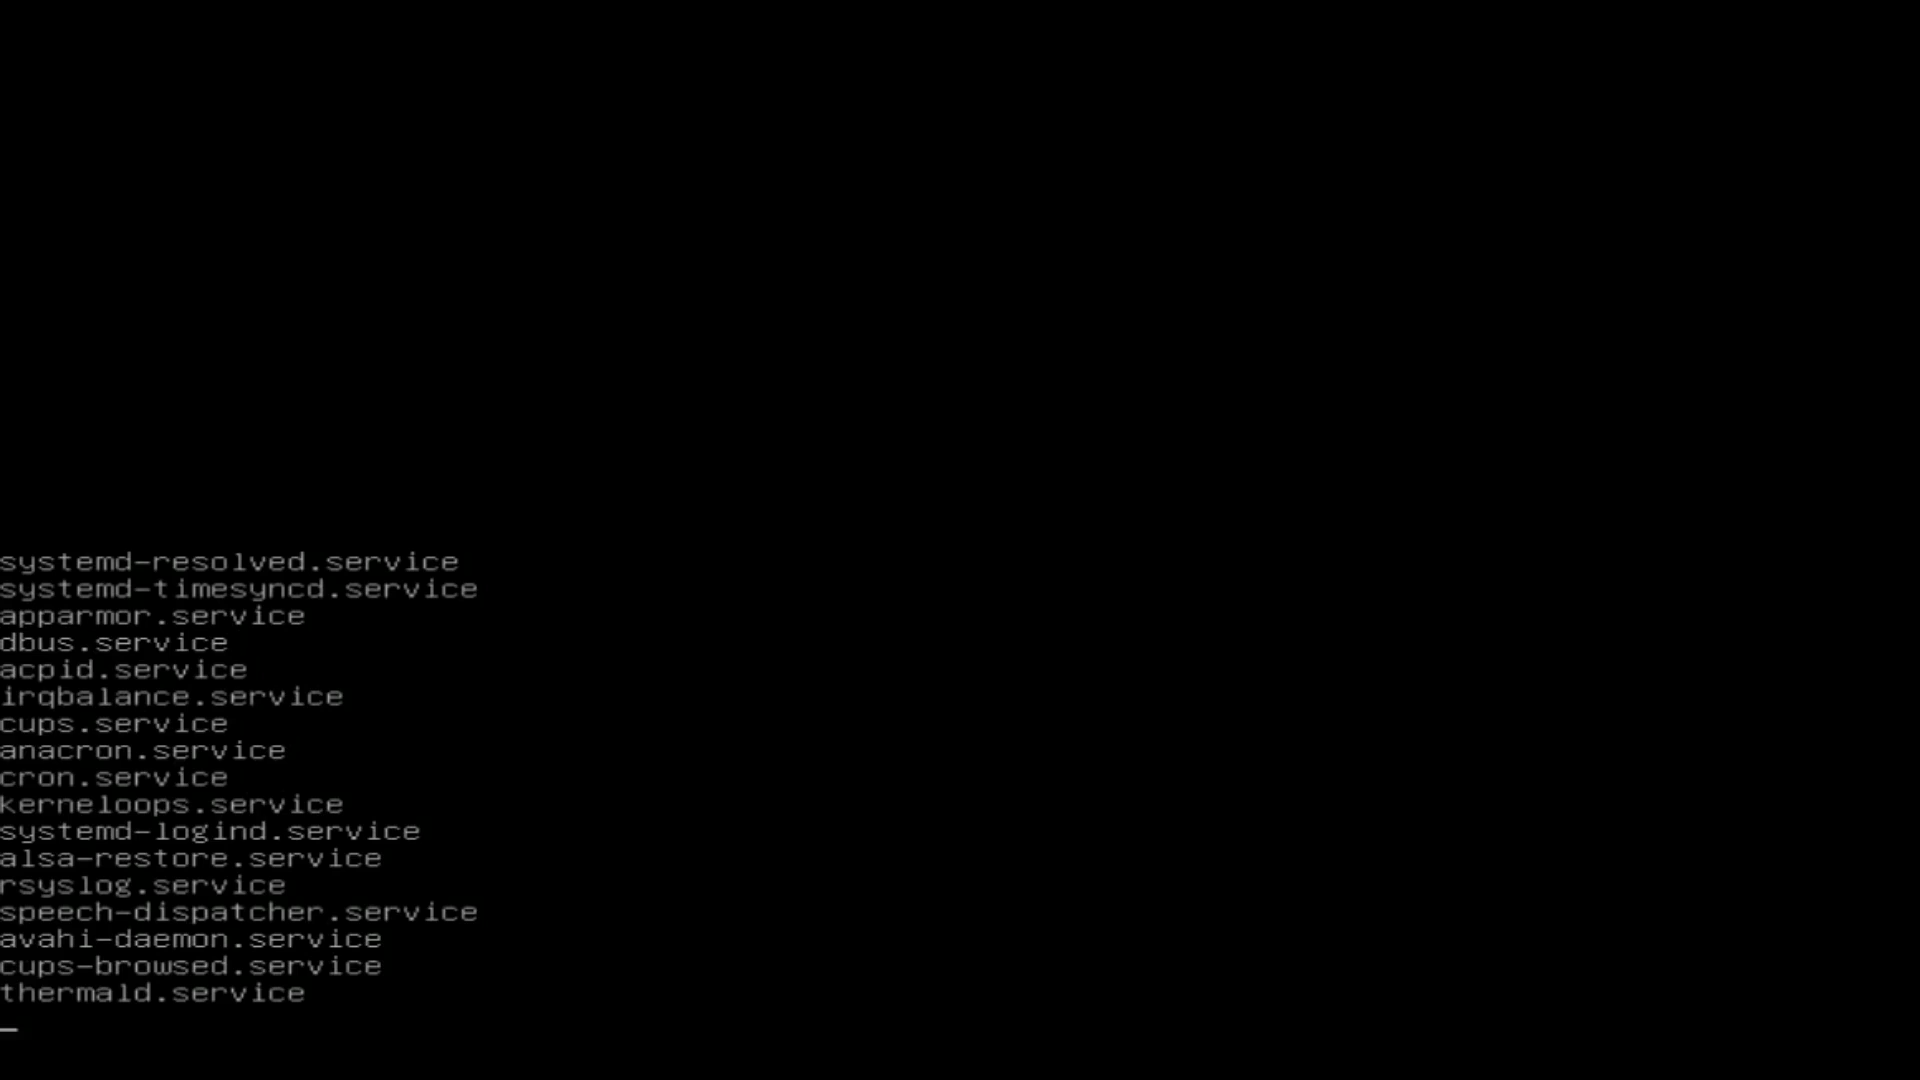 systemd-resolved.service
systemd-timesyncd.service
apparmor.service
dbus.service
acpid.service
irqbalance.service
cups.service
anacron.service
cron.service
kerneloops.service
systemd-logind.service
alsa-restore.service
rsyslog.service
speech-dispatcher.service
avahi-daemon.service
cups-browsed.service
thermald.service